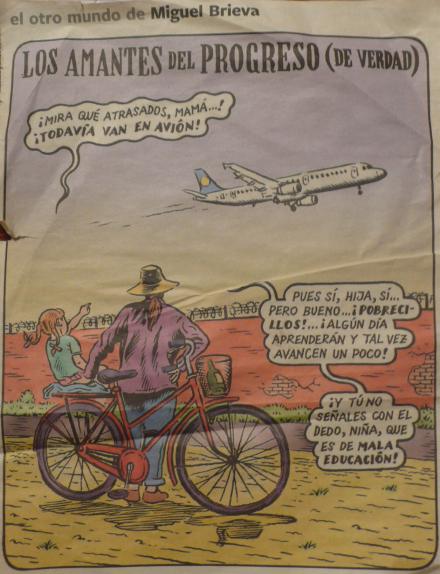 el otro mundo de Miguel Brieva
LOS AMANTES DEL PROGRESO (DE VERDAD)
¡MIRA QUÉ ATRASADOS, MAMÁ...!
¡TODAVÍA VAN EN AVIÓN!
PUES SÍ, HIJA, SÍ...
PERO BUENO...¡POBRECI-
LLOS!...¡ALGÚN DÍA
APRENDERÁN Y TAL VEZ
AVANCEN UN POCO!
¡Y TÚ NO
SEÑALES CON EL
DEDO, NIÑA, QUE
ES DE MALA
EDUCACIÓN!